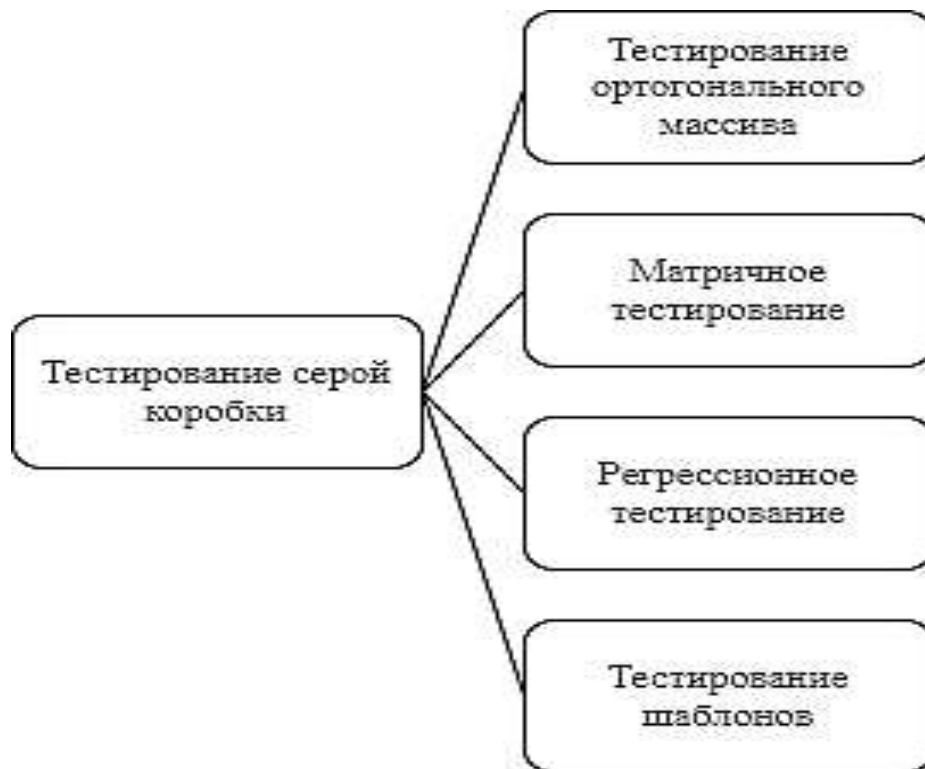 Тестирование
ортогонального
массива
Матричное
тестирование
Тестирование серой
коробки
Регрессионное
тестирование
Тестирование
шаблонов